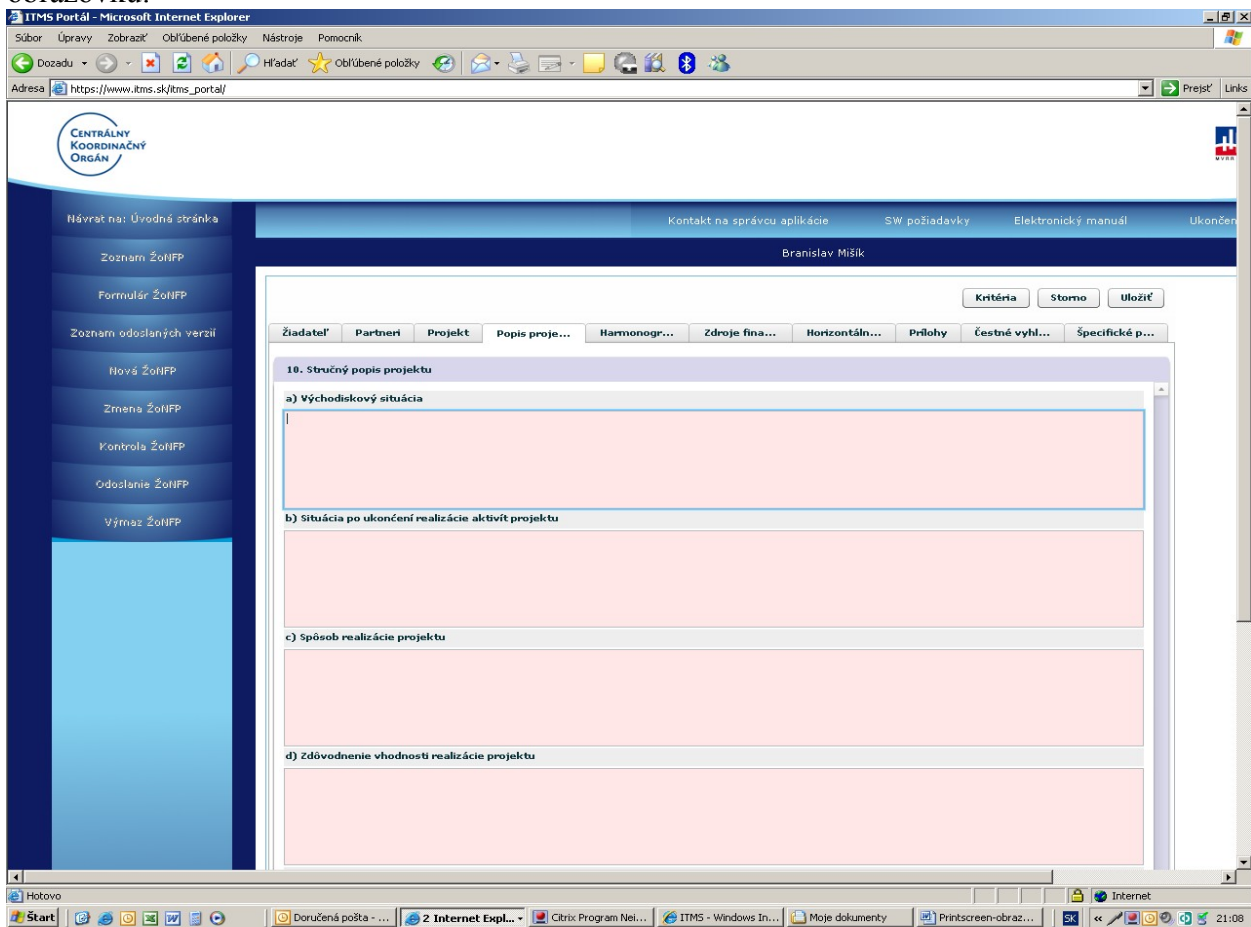 ITMS Portál - Microsoft Internet Explorer
Súbor Úpravy Zobraziť Obľúbené položky Nástroje Pomocník
Dozadu Hľadať Obľúbené položky
Adresa https://www.itms.sk/itms_portal/ Prejsť Links
CENTRÁLNY
KOORDINAČNÝ
ORGÁN
MVRR
Návrat na: Úvodná stránka
Kontakt na správcu aplikácie SW požiadavky Elektronický manuál Ukončen
Branislav Mišík
Zoznam ŽoNFP
Formulár ŽoNFP
Zoznam odoslaných verzií
Nová ŽoNFP
Zmena ŽoNFP
Kontrola ŽoNFP
Odoslanie ŽoNFP
Výmaz ŽoNFP
Kritéria Storno Uložiť
Žiadateľ Partneri Projekt Popis proje... Harmonogr... Zdroje fina... Horizontáln... Prílohy Čestné vyhl... Špecifické p...
10. Stručný popis projektu
a) Východiskový situácia
b) Situácia po ukončení realizácie aktivít projektu
c) Spôsob realizácie projektu
d) Zdôvodnenie vhodnosti realizácie projektu
Hotovo Internet
Štart Doručená pošta - ... 2 Internet Expl... Citrix Program Nei... ITMS - Windows In... Moje dokumenty Printscreen-obraz... SK 21:08